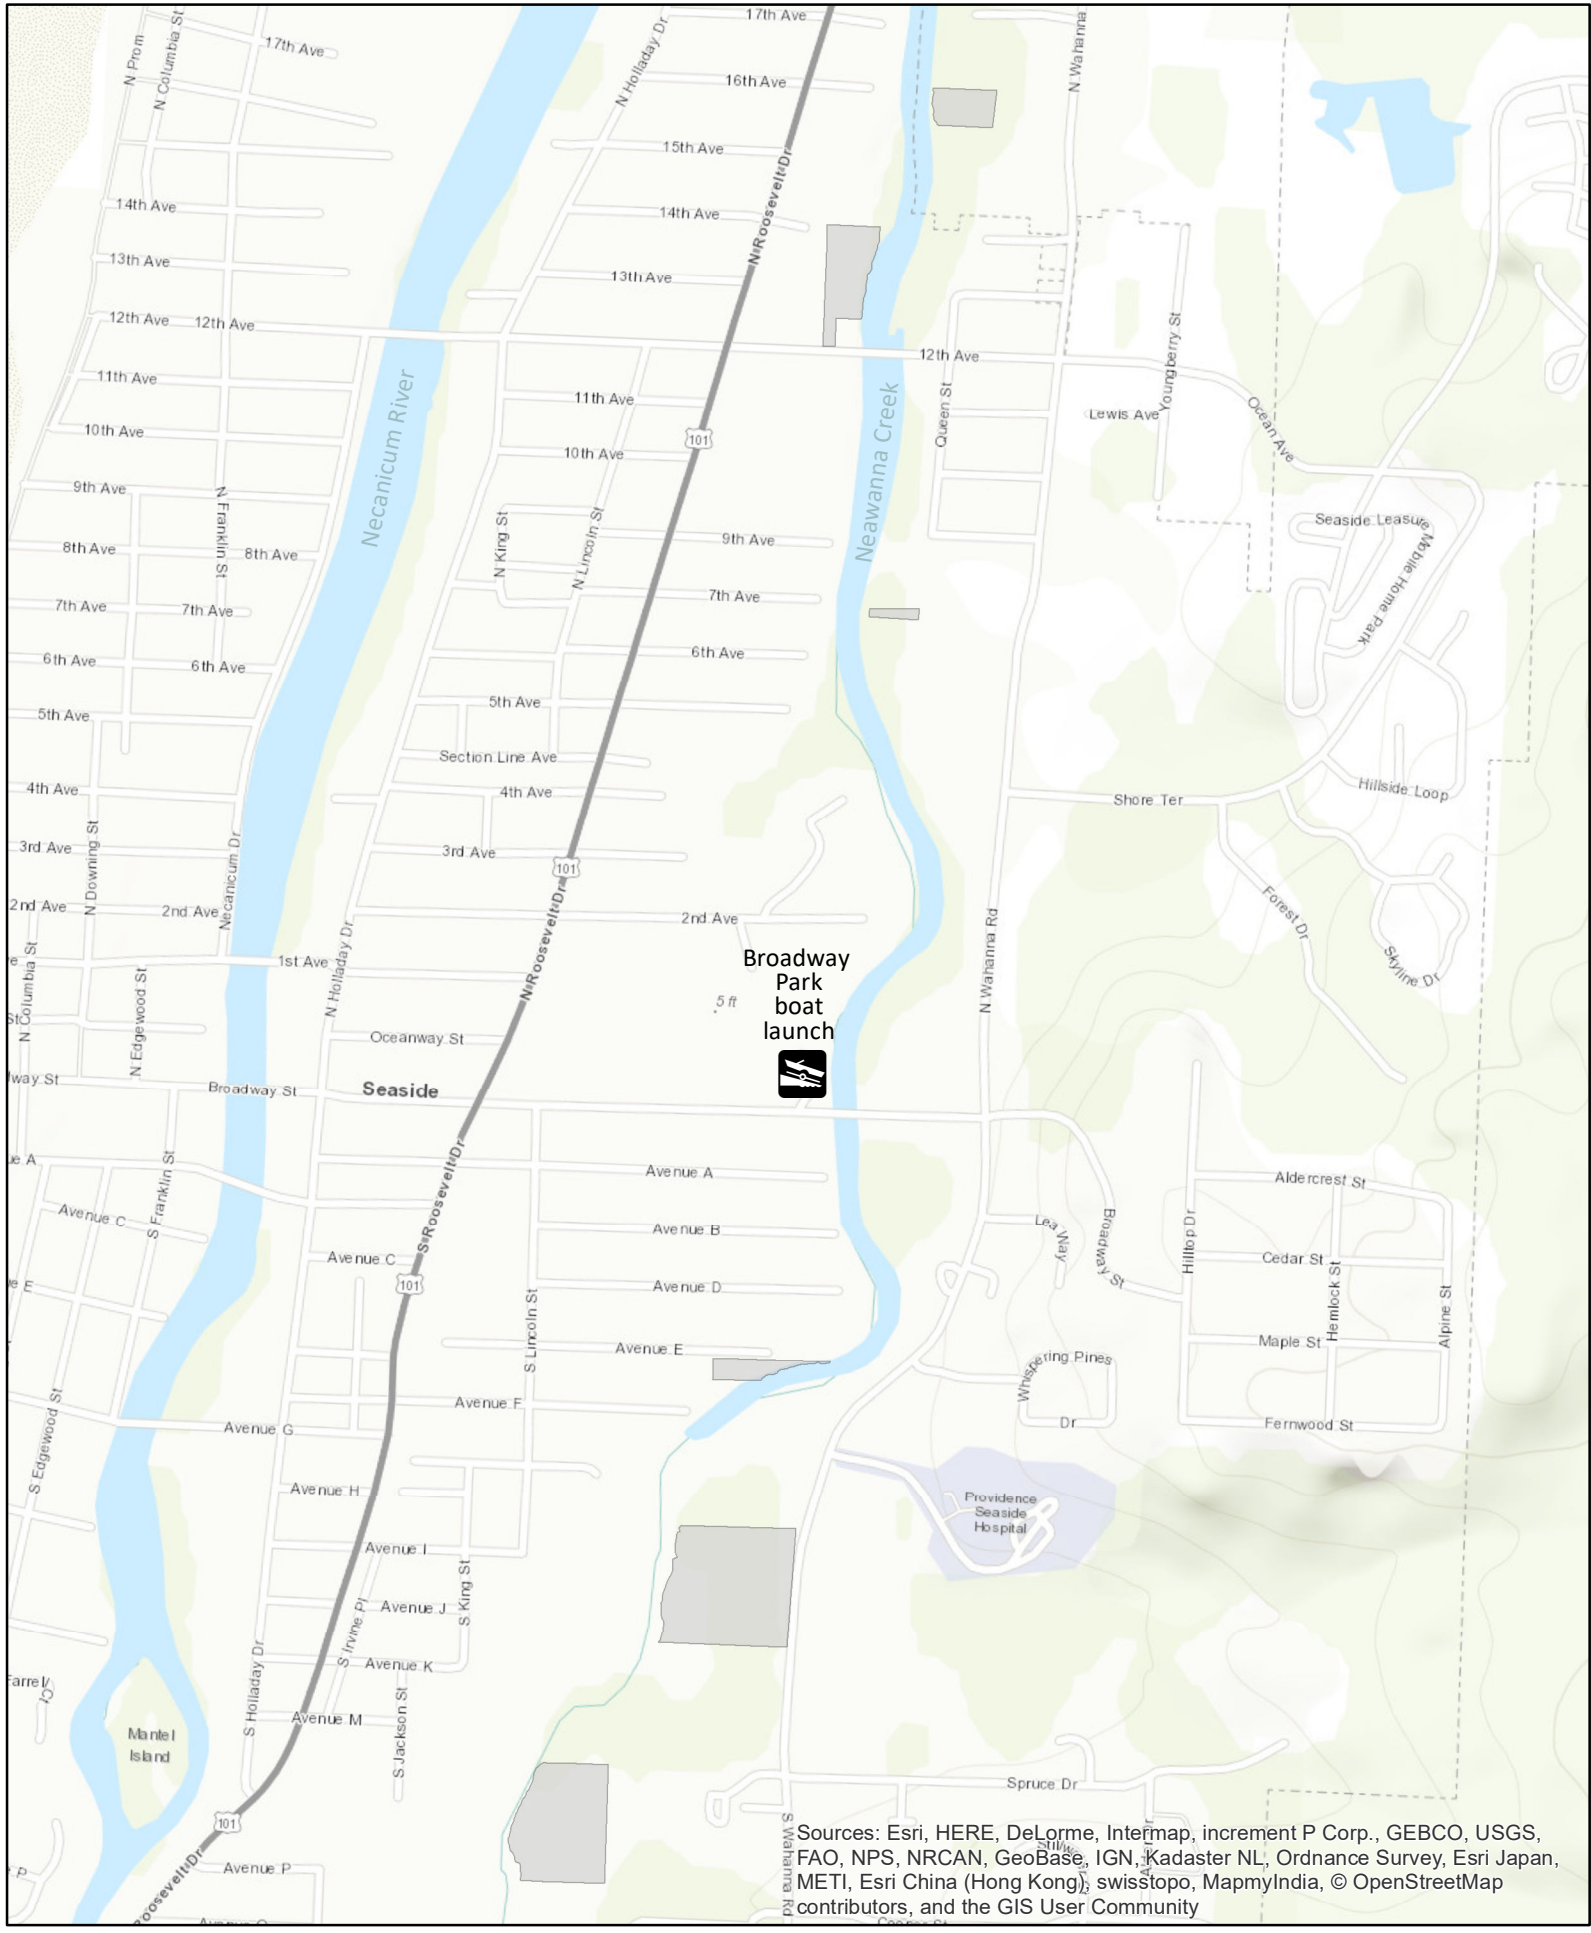 17th Ave
N Holladay Dr
N Wahanna
N Prom
N Columbia St
17th Ave
16th Ave
15th Ave
N Roosevelt Dr
14th Ave
14th Ave
13th Ave
13th Ave
12th Ave
12th Ave
12th Ave
Youngberry St
11th Ave
Necanicum River
11th Ave
Neawanna Creek
Queen St
Lewis Ave
Ocean Ave
10th Ave
101
10th Ave
9th Ave
N Franklin St
N King St
N Lincoln St
Seaside Leasure
Mobile Home Park
8th Ave
8th Ave
9th Ave
7th Ave
7th Ave
7th Ave
6th Ave
6th Ave
6th Ave
5th Ave
5th Ave
Section Line Ave
4th Ave
4th Ave
Shore Ter
Hillside Loop
3rd Ave
N Downing St
Necanicum Dr
3rd Ave
101
2nd Ave
2nd Ave
2nd Ave
Forest Dr
Skyline Dr
N Roosevelt Dr
N Wahanna Rd
N Columbia St
N Edgewood St
1st Ave
N Holladay Dr
Broadway
Park
boat
launch
5 ft
Oceanway St
way St
Broadway St
Seaside
e A
S Franklin St
S Roosevelt Dr
Avenue A
Aldercrest St
Avenue C
Avenue B
Lea Way
Broadway St
Hilltop Dr
Avenue C
Cedar St
Hemlock St
Alpine St
e E
101
Avenue D
S Lincoln St
Avenue E
Maple St
Whispering Pines
Dr
S Edgewood St
Avenue F
Avenue G
Fernwood St
Avenue H
Providence
Seaside
Hospital
Avenue I
S King St
S Irvine Pl
Avenue J
Avenue K
S Holladay Dr
S Jackson St
Farrel Ct
Mantel
Island
Avenue M
Spruce Dr
101
S Wahanna Rd
Roosevelt Dr
Avenue P
P
Sources: Esri, HERE, DeLorme, Intermap, increment P Corp., GEBCO, USGS,
FAO, NPS, NRCAN, GeoBase, IGN, Kadaster NL, Ordnance Survey, Esri Japan,
METI, Esri China (Hong Kong), swisstopo, MapmyIndia, © OpenStreetMap
contributors, and the GIS User Community